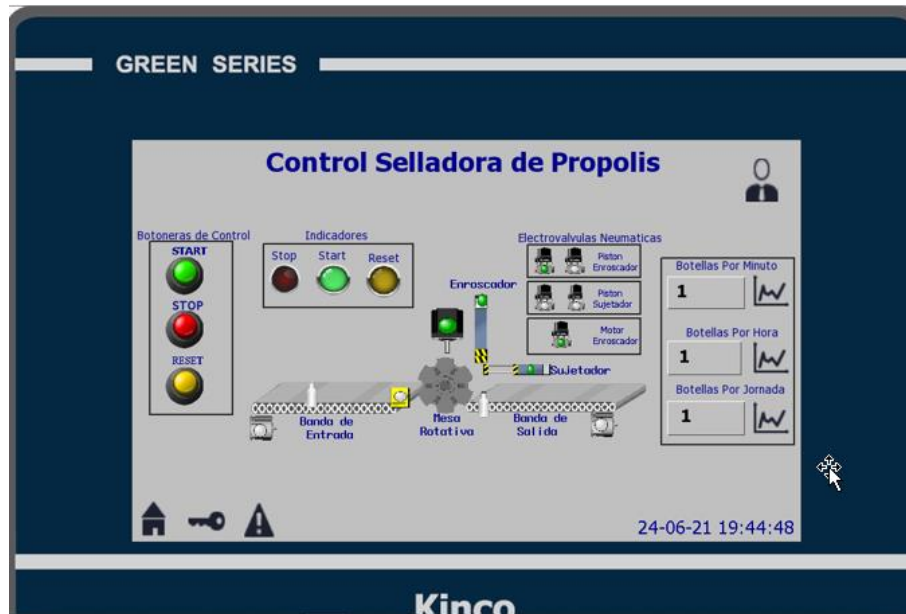 GREEN SERIES
Control Selladora de Propolis
Botoneras de Control
START
STOP
RESET
Indicadores
Stop Start Reset
Electrovalvulas Neumaticas
Piston
Enroscador
Piston
Sujetador
Motor
Enroscador
Enroscador
Sujetador
Banda de
Entrada
Mesa
Rotativa
Banda de
Salida
Botellas Por Minuto
1
Botellas Por Hora
1
Botellas Por Jornada
1
24-06-21 19:44:48
Kinco